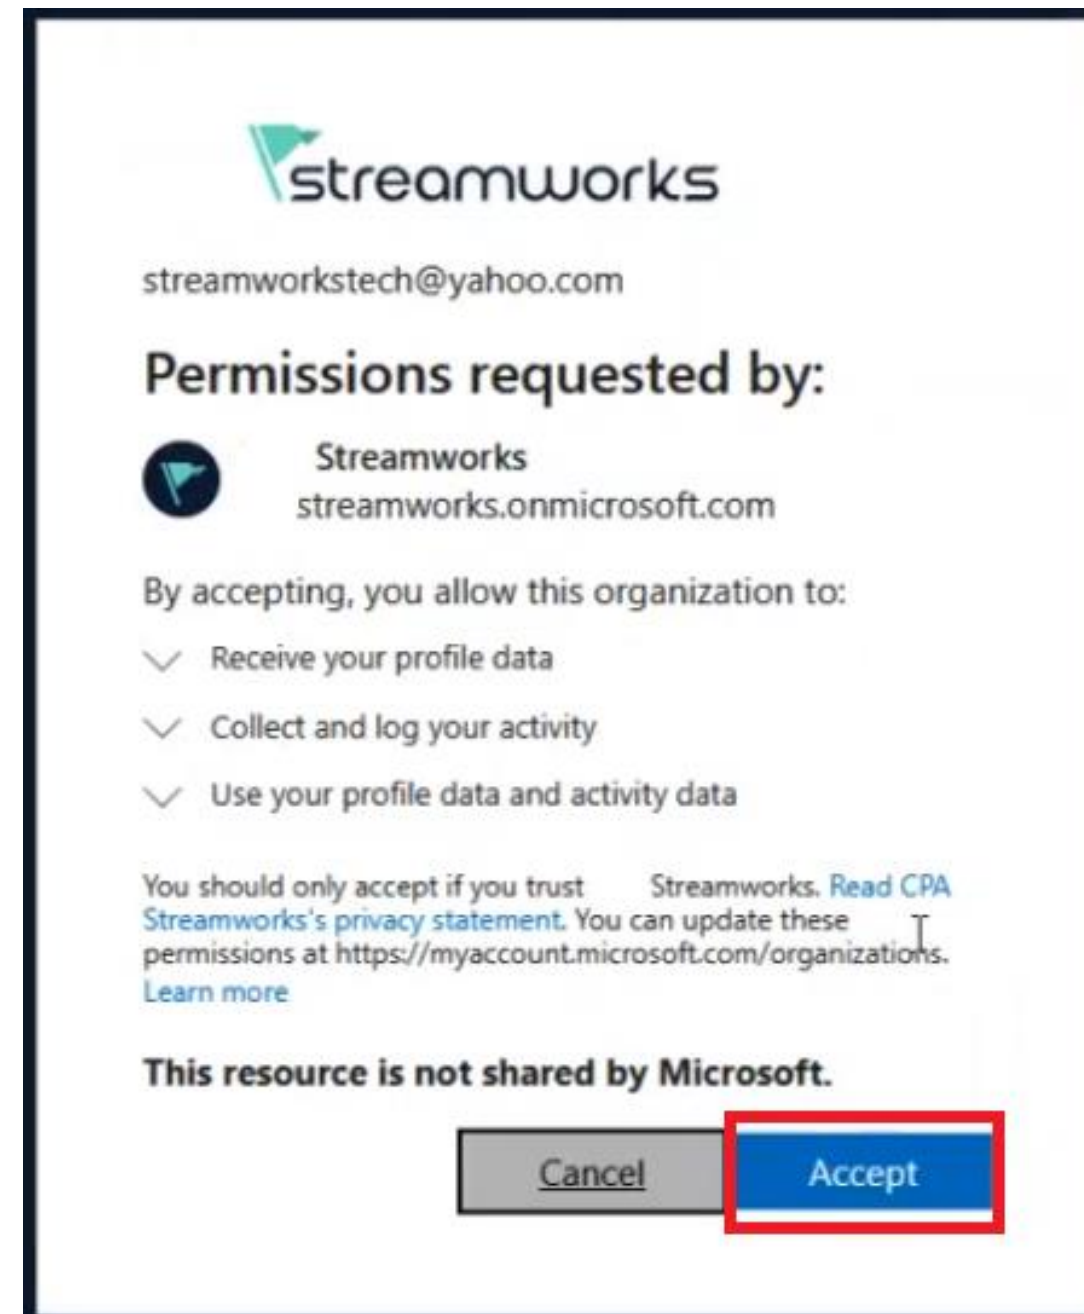 streamworks
streamworkstech@yahoo.com
Permissions requested by:
Streamworks
streamworks.onmicrosoft.com
By accepting, you allow this organization to:
Receive your profile data
Collect and log your activity
Use your profile data and activity data
You should only accept if you trust Streamworks. Read CPA
Streamworks's privacy statement. You can update these
permissions at https://myaccount.microsoft.com/organizations.
Learn more
This resource is not shared by Microsoft.
Cancel Accept